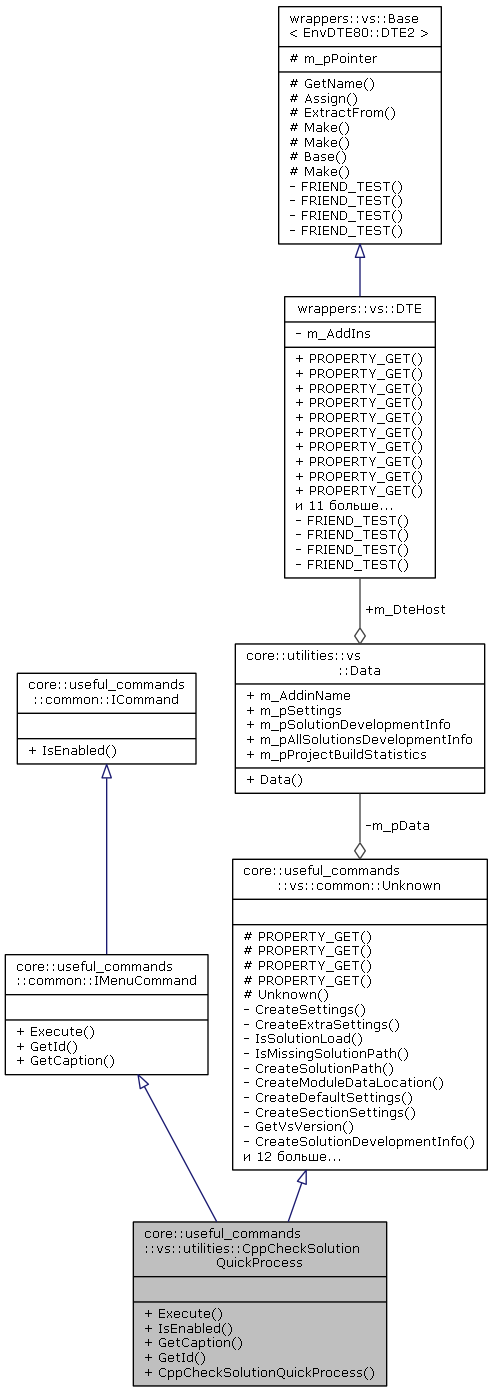 wrappers::vs::Base
< EnvDTE80::DTE2 >
# m_pPointer
# GetName()
# Assign()
# ExtractFrom()
# Make()
# Make()
# Base()
# Make()
- FRIEND_TEST()
- FRIEND_TEST()
- FRIEND_TEST()
- FRIEND_TEST()
wrappers::vs::DTE
- m_AddIns
+ PROPERTY_GET()
+ PROPERTY_GET()
+ PROPERTY_GET()
+ PROPERTY_GET()
+ PROPERTY_GET()
+ PROPERTY_GET()
+ PROPERTY_GET()
+ PROPERTY_GET()
+ PROPERTY_GET()
+ PROPERTY_GET()
и 11 больше...
- FRIEND_TEST()
- FRIEND_TEST()
- FRIEND_TEST()
- FRIEND_TEST()
+m_DteHost
core::utilities::vs
::Data
+ m_AddinName
+ m_pSettings
+ m_pSolutionDevelopmentInfo
+ m_pAllSolutionsDevelopmentInfo
+ m_pProjectBuildStatistics
+ Data()
core::useful_commands
::common::ICommand
+ IsEnabled()
-m_pData
core::useful_commands
::vs::common::Unknown
# PROPERTY_GET()
# PROPERTY_GET()
# PROPERTY_GET()
# PROPERTY_GET()
# Unknown()
- CreateSettings()
- CreateExtraSettings()
- IsSolutionLoad()
- IsMissingSolutionPath()
- CreateSolutionPath()
- CreateModuleDataLocation()
- CreateDefaultSettings()
- CreateSectionSettings()
- GetVsVersion()
- CreateSolutionDevelopmentInfo()
и 12 больше...
core::useful_commands
::common::IMenuCommand
+ Execute()
+ GetId()
+ GetCaption()
core::useful_commands
::vs::utilities::CppCheckSolution
QuickProcess
+ Execute()
+ IsEnabled()
+ GetCaption()
+ GetId()
+ CppCheckSolutionQuickProcess()